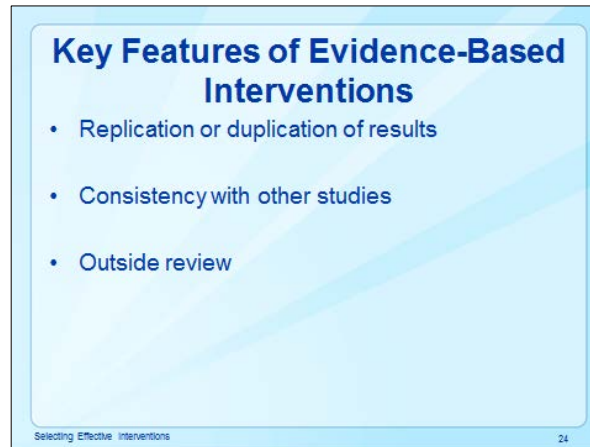 Key Features of Evidence-Based
Interventions
• Replication or duplication of results
• Consistency with other studies
• Outside review
Selecting Effective Interventions
24